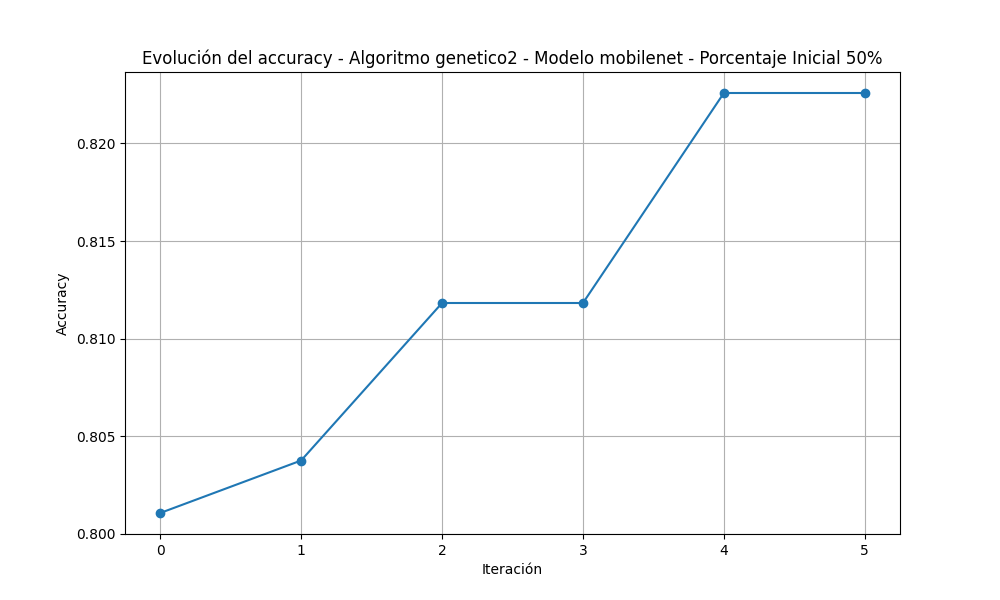 Evolución del accuracy - Algoritmo genetico2 - Modelo mobilenet - Porcentaje Inicial 50%
0.820
0.815
0.810
0.805
0.800
Accuracy
0 1 2 3 4 5
Iteración